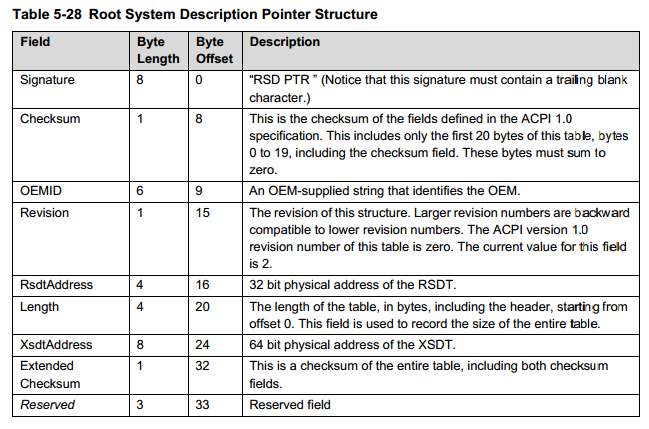 Table 5-28 Root System Description Pointer Structure
Field Byte Length Byte Offset Description
Signature 8 0 “RSD PTR ” (Notice that this signature must contain a trailing blank
character.)
Checksum 1 8 This is the checksum of the fields defined in the ACPI 1.0
specification. This includes only the first 20 bytes of this table, bytes
0 to 19, including the checksum field. These bytes must sum to
zero.
OEMID 6 9 An OEM-supplied string that identifies the OEM.
Revision 1 15 The revision of this structure. Larger revision numbers are backward
compatible to lower revision numbers. The ACPI version 1.0
revision number of this table is zero. The current value for this field
is 2.
RsdtAddress 4 16 32 bit physical address of the RSDT.
Length 4 20 The length of the table, in bytes, including the header, starting from
offset 0. This field is used to record the size of the entire table.
XsdtAddress 8 24 64 bit physical address of the XSDT.
Extended Checksum 1 32 This is a checksum of the entire table, including both checksum
fields.
Reserved 3 33 Reserved field